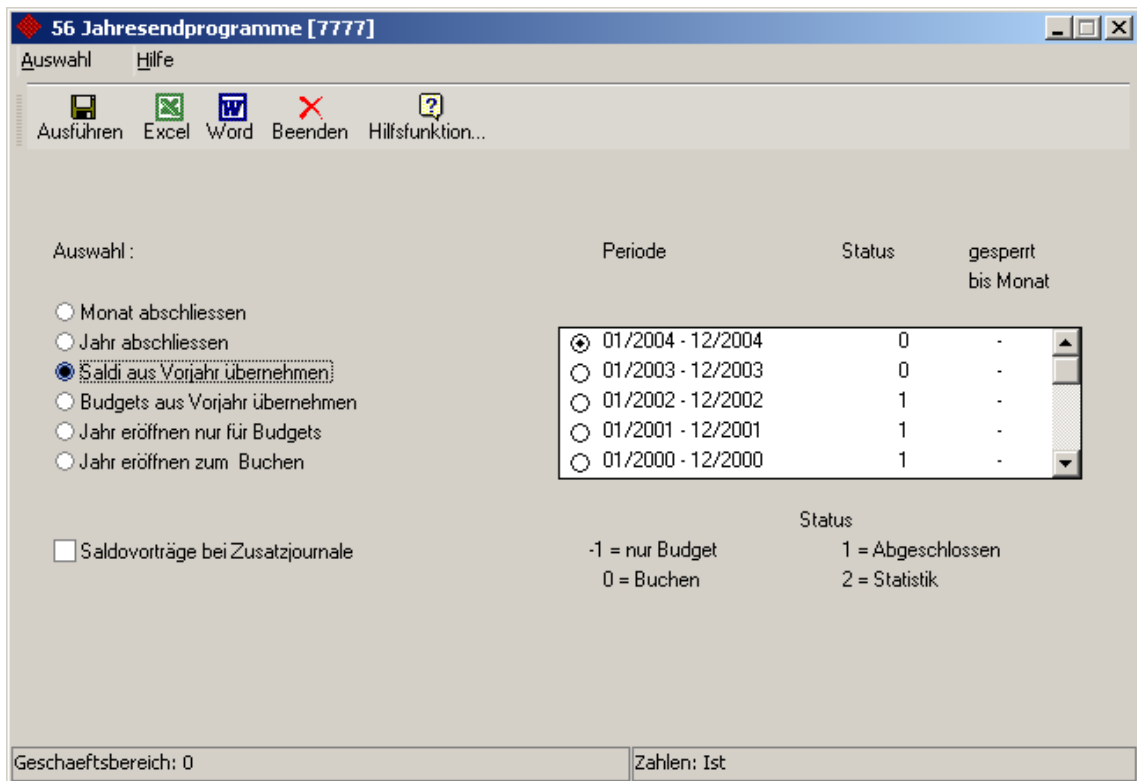 56 Jahresendprogramme [7777]
Auswahl Hilfe
Ausführen Excel Word Beenden Hilfsfunktion...
Auswahl : Periode Status gesperrt
bis Monat
Monat abschliessen
Jahr abschliessen 01/2004 - 12/2004 0 -
Saldi aus Vorjahr übernehmen 01/2003 - 12/2003 0 -
Budgets aus Vorjahr übernehmen 01/2002 - 12/2002 1 -
Jahr eröffnen nur für Budgets 01/2001 - 12/2001 1 -
Jahr eröffnen zum Buchen 01/2000 - 12/2000 1 -
Status
Saldovorträge bei Zusatzjournale -1 = nur Budget 1 = Abgeschlossen
0 = Buchen 2 = Statistik
Geschaeftsbereich: 0 Zahlen: Ist